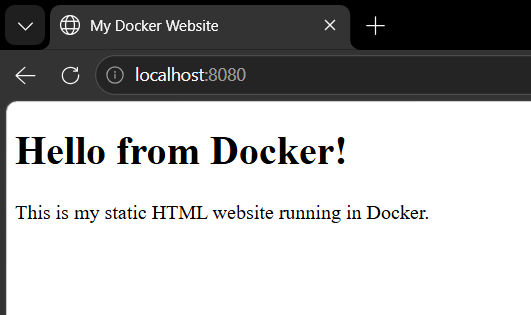 My Docker Website
localhost:8080
Hello from Docker!
This is my static HTML website running in Docker.